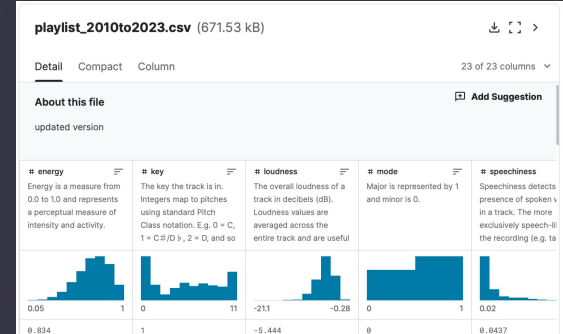 playlist_2010to2023.csv (671.53 kB)
Detail Compact Column 23 of 23 columns
About this file
Add Suggestion
updated version
# energy
Energy is a measure from
0.0 to 1.0 and represents
a perceptual measure of
intensity and activity.
# key
The key the track is in.
Integers map to pitches
using standard Pitch
Class notation. E.g. 0 = C,
1 = C♯/D♭, 2 = D, and so
# loudness
The overall loudness of a
track in decibels (dB).
Loudness values are
averaged across the
entire track and are useful
# mode
Major is represented by 1
and minor is 0.
# speechiness
Speechiness detects
presence of spoken
in a track. The more
exclusively speech-
the recording (e.g.
0.05 1
0 11
-21.1 -0.28
0 1
0.02
0.834 1 -5.444 0 0.0437